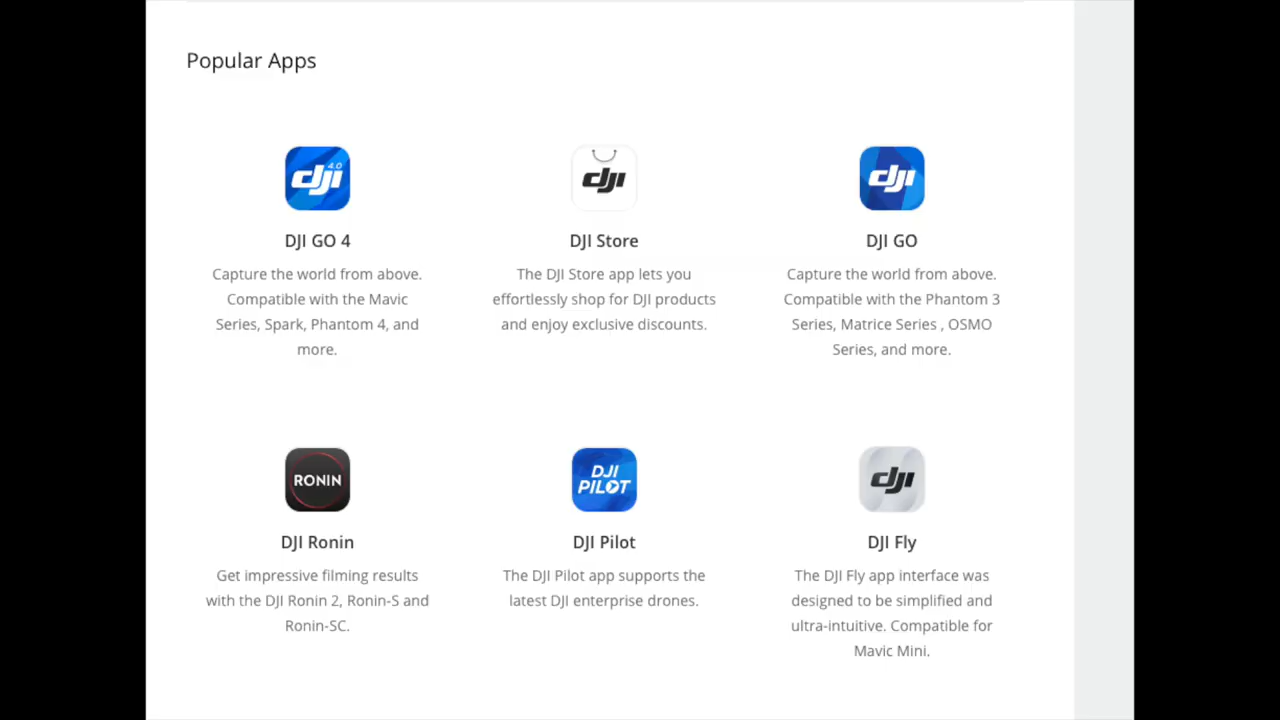 Popular Apps
dji 4.0
dji
dji
DJI GO 4
DJI Store
DJI GO
Capture the world from above.
Compatible with the Mavic
Series, Spark, Phantom 4, and
more.
The DJI Store app lets you
effortlessly shop for DJI products
and enjoy exclusive discounts.
Capture the world from above.
Compatible with the Phantom 3
Series, Matrice Series , OSMO
Series, and more.
RONIN
DJI
PILOT
dji
DJI Ronin
DJI Pilot
DJI Fly
Get impressive filming results
with the DJI Ronin 2, Ronin-S and
Ronin-SC.
The DJI Pilot app supports the
latest DJI enterprise drones.
The DJI Fly app interface was
designed to be simplified and
ultra-intuitive. Compatible for
Mavic Mini.